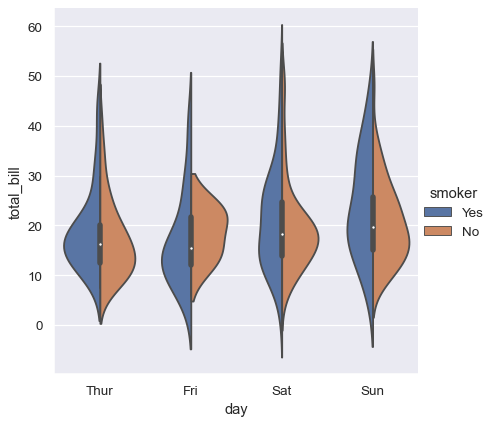 60
50
40
30
20
10
0
total_bill
Thur Fri Sat Sun
day
smoker
Yes
No